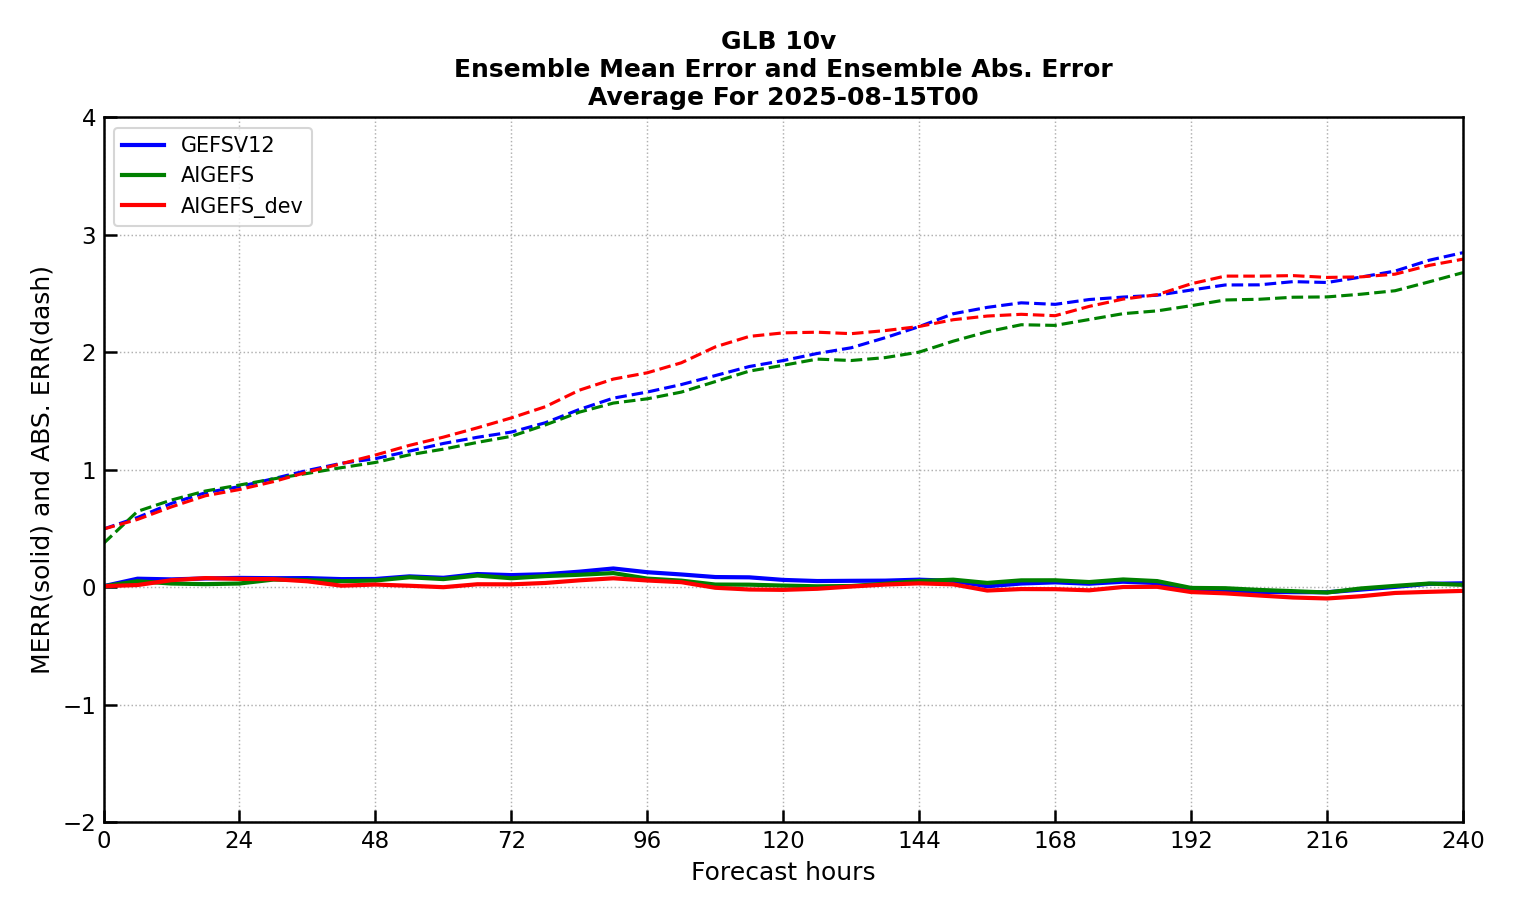 GLB 10v
Ensemble Mean Error and Ensemble Abs. Error
Average For 2025-08-15T00
GEFSV12
AIGEFS
AIGEFS_dev
MERR(solid) and ABS. ERR(dash)
4
3
2
1
0
−1
−2
0 24 48 72 96 120 144 168 192 216 240
Forecast hours